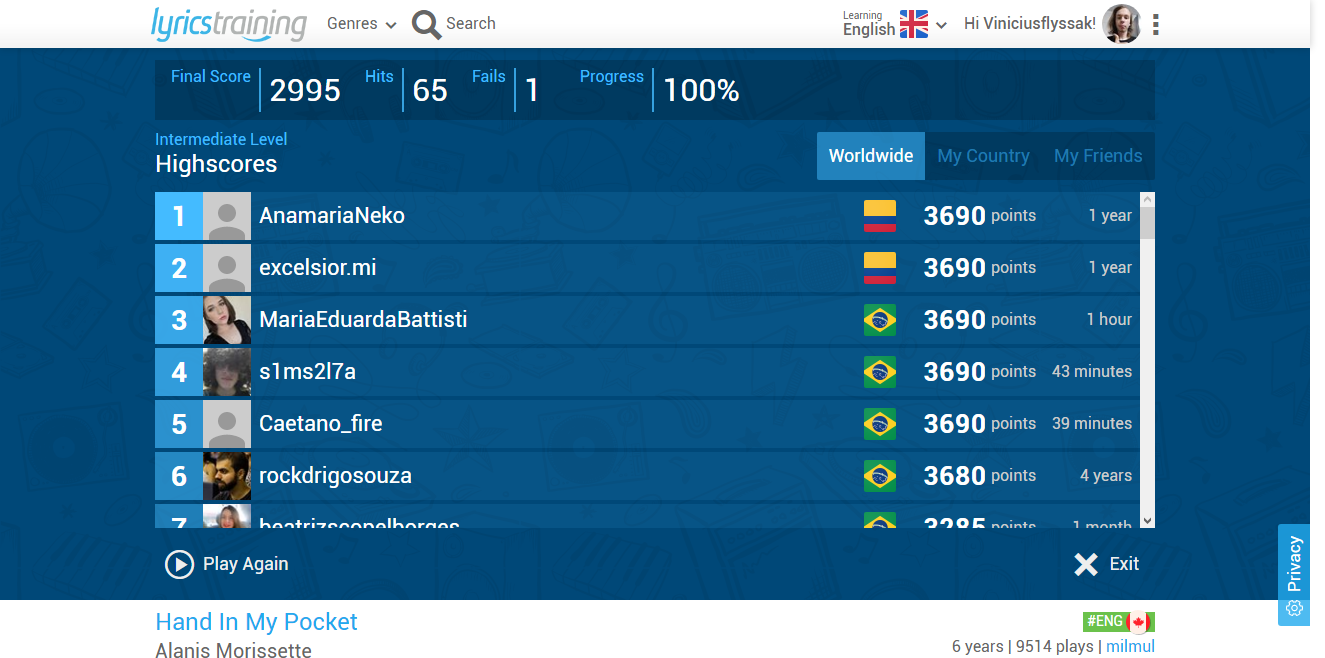 lyricstraining Genres Search Learning English Hi Viniciusflyssak!
Final Score 2995 Hits 65 Fails 1 Progress 100%
Intermediate Level
Highscores Worldwide My Country My Friends
1 AnamariaNeko 3690 points 1 year
2 excelsior.mi 3690 points 1 year
3 MariaEduardaBattisti 3690 points 1 hour
4 s1ms2l7a 3690 points 43 minutes
5 Caetano_fire 3690 points 39 minutes
6 rockdrigosouza 3680 points 4 years
7 beatrizscopelborges 3285 points 1 month
Play Again Exit
Privacy
Hand In My Pocket #ENG
Alanis Morissette 6 years | 9514 plays | milmul